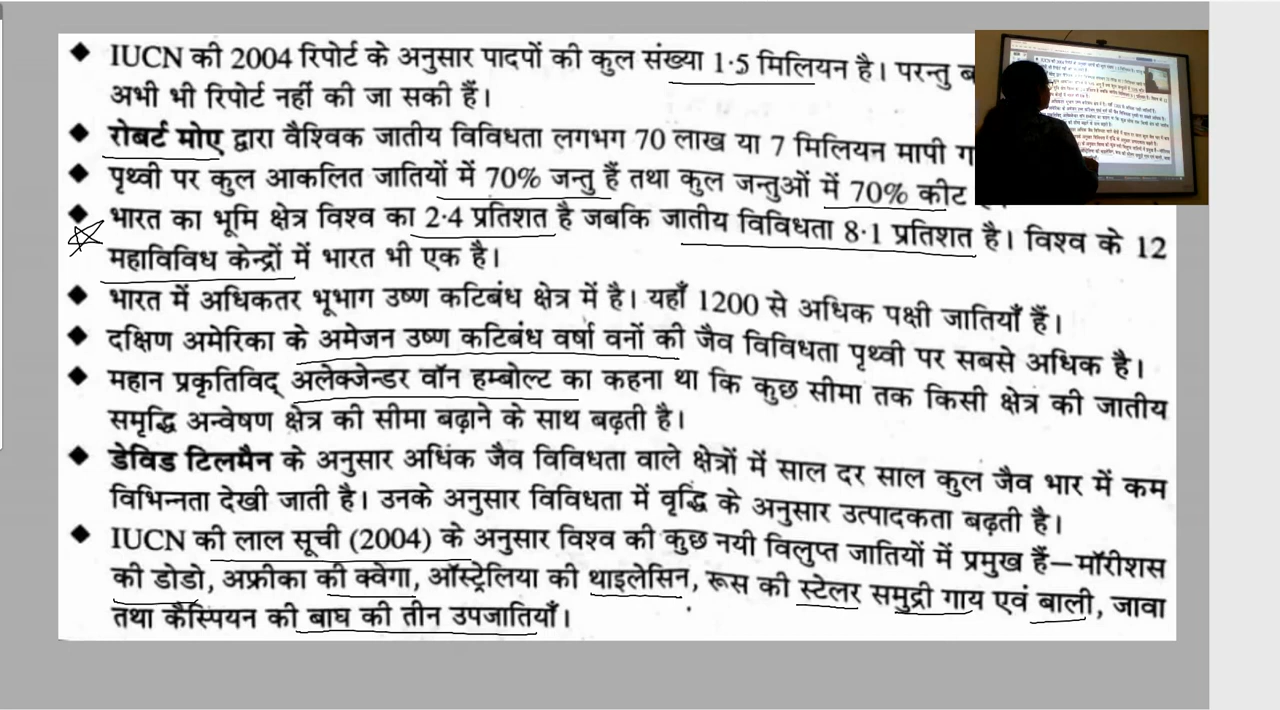 ◆ IUCN की 2004 रिपोर्ट के अनुसार पादपों की कुल संख्या 1·5 मिलियन है। परन्तु
अभी भी रिपोर्ट नहीं की जा सकी हैं।
◆ रोबर्ट मोए द्वारा वैश्विक जातीय विविधता लगभग 70 लाख या 7 मिलियन मापी
◆ पृथ्वी पर कुल आकलित जातियों में 70% जन्तु हैं तथा कुल जन्तुओं में 70% कीट
◆ भारत का भूमि क्षेत्र विश्व का 2·4 प्रतिशत है जबकि जातीय विविधता 8·1 प्रतिशत है। विश्व के 12
महाविविध केन्द्रों में भारत भी एक है।
◆ भारत में अधिकतर भूभाग उष्ण कटिबंध क्षेत्र में है। यहाँ 1200 से अधिक पक्षी जातियाँ हैं।
◆ दक्षिण अमेरिका के अमेजन उष्ण कटिबंध वर्षा वनों की जैव विविधता पृथ्वी पर सबसे अधिक है।
◆ महान प्रकृतिविद् अलेक्जेन्डर वॉन हम्बोल्ट का कहना था कि कुछ सीमा तक किसी क्षेत्र की जातीय
समृद्धि अन्वेषण क्षेत्र की सीमा बढ़ाने के साथ बढ़ती है।
◆ डेविड टिलमैन के अनुसार अधिक जैव विविधता वाले क्षेत्रों में साल दर साल कुल जैव भार में कम
विभिन्नता देखी जाती है। उनके अनुसार विविधता में वृद्धि के अनुसार उत्पादकता बढ़ती है।
◆ IUCN की लाल सूची (2004) के अनुसार विश्व की कुछ नयी विलुप्त जातियों में प्रमुख हैं—मॉरीशस
की डोडो, अफ्रीका की क्वेगा, ऑस्ट्रेलिया की थाइलेसिन, रूस की स्टेलर समुद्री गाय एवं बाली, जावा
तथा कैस्पियन की बाघ की तीन उपजातियाँ।